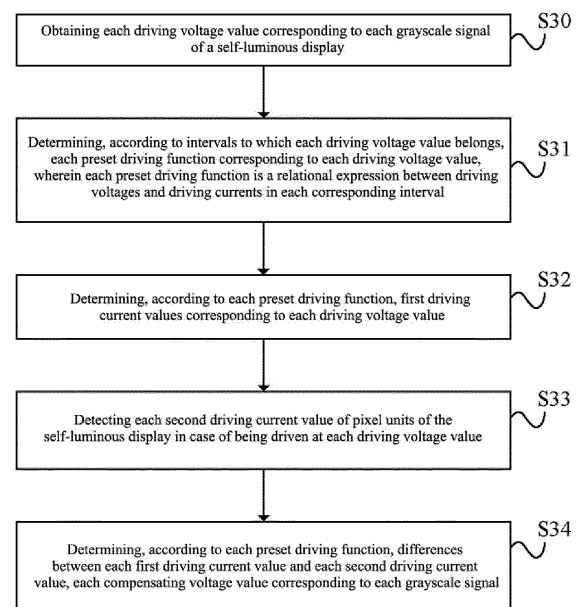 S30
Obtaining each driving voltage value corresponding to each grayscale signal
of a self-luminous display
S31
Determining, according to intervals to which each driving voltage value belongs,
each preset driving function corresponding to each driving voltage value,
wherein each preset driving function is a relational expression between driving
voltages and driving currents in each corresponding interval
S32
Determining, according to each preset driving function, first driving
current values corresponding to each driving voltage value
S33
Detecting each second driving current value of pixel units of the
self-luminous display in case of being driven at each driving voltage value
S34
Determining, according to each preset driving function, differences
between each first driving current value and each second driving current
value, each compensating voltage value corresponding to each grayscale signal